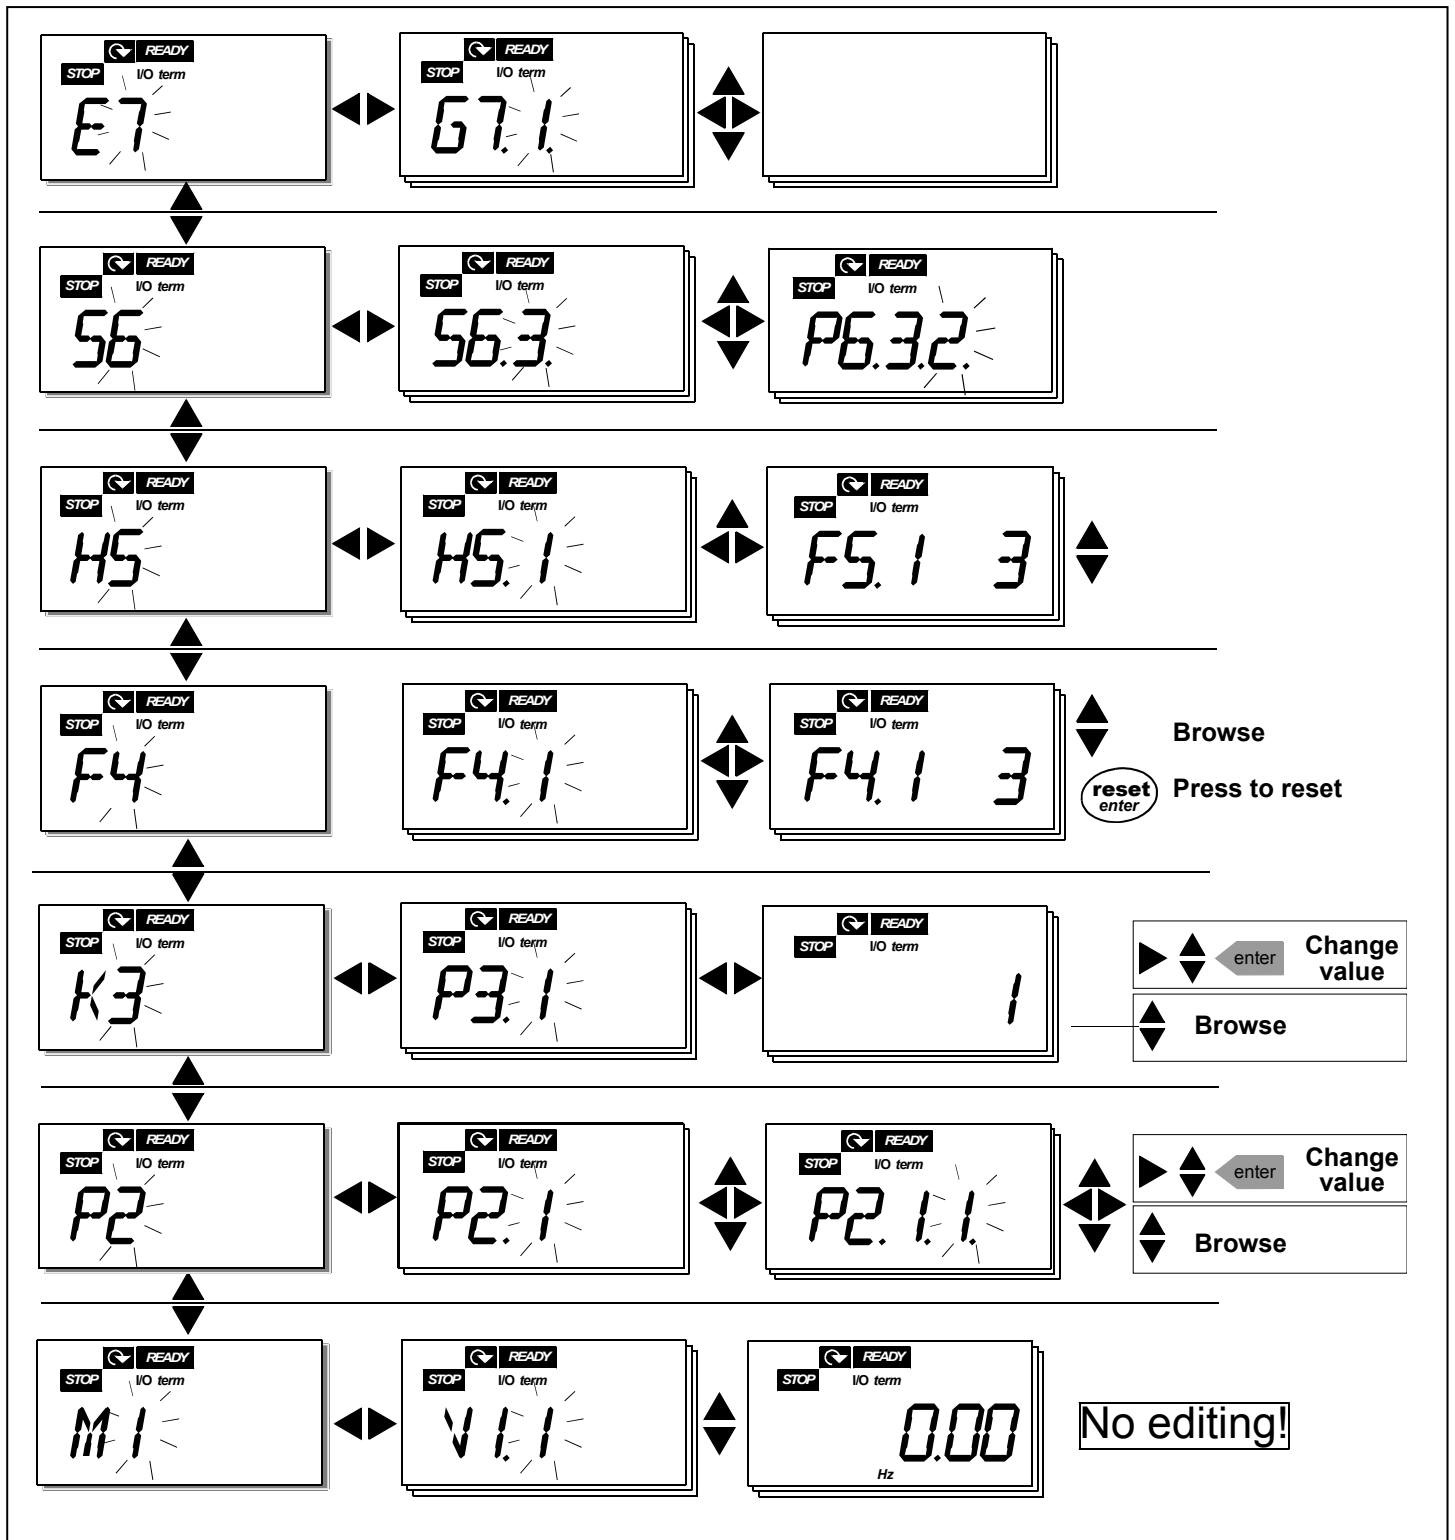 READY READY
STOP I/O term STOP I/O term
E7 G7.1.
READY READY READY
STOP I/O term STOP I/O term STOP I/O term
S6 S6.3. P6.3.2.
READY READY READY
STOP I/O term STOP I/O term STOP I/O term
H5 H5.1 F5.1 3
READY READY READY
STOP I/O term STOP I/O term STOP I/O term
F4 F4.1 F4.1 3
Browse
reset
enter
Press to reset
READY READY READY
STOP I/O term STOP I/O term STOP I/O term
K3 P3.1 1
enter Change
value
Browse
READY READY READY
STOP I/O term STOP I/O term STOP I/O term
P2 P2.1 P2.1.1.
enter Change
value
Browse
READY READY READY
STOP I/O term STOP I/O term STOP I/O term
M1 V1.1 0.00
Hz
No editing!